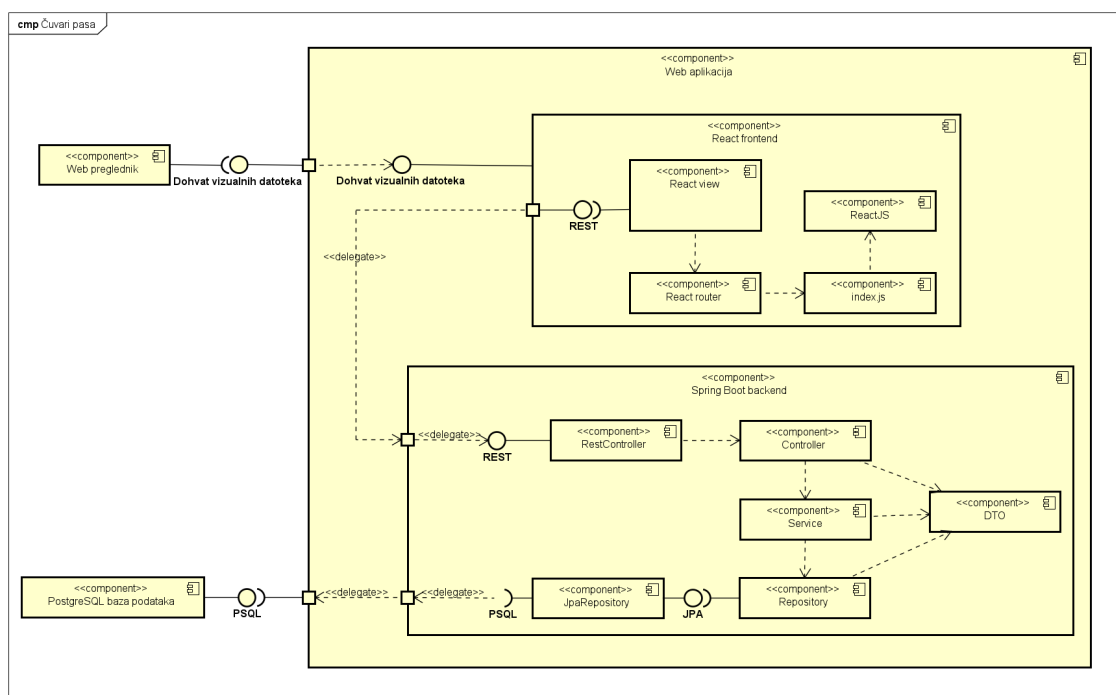 cmp Čuvari pasa
<<component>>
Web aplikacija
<<component>>
React frontend
<<component>>
Web preglednik
Dohvat vizualnih datoteka
Dohvat vizualnih datoteka
<<component>>
React view
REST
<<component>>
ReactJS
<<delegate>>
<<component>>
React router
<<component>>
index.js
<<component>>
Spring Boot backend
<<delegate>>
REST
<<component>>
RestController
<<component>>
Controller
<<component>>
Service
<<component>>
DTO
<<component>>
PostgreSQL baza podataka
PSQL
<<delegate>>
<<delegate>>
PSQL
<<component>>
JpaRepository
JPA
<<component>>
Repository